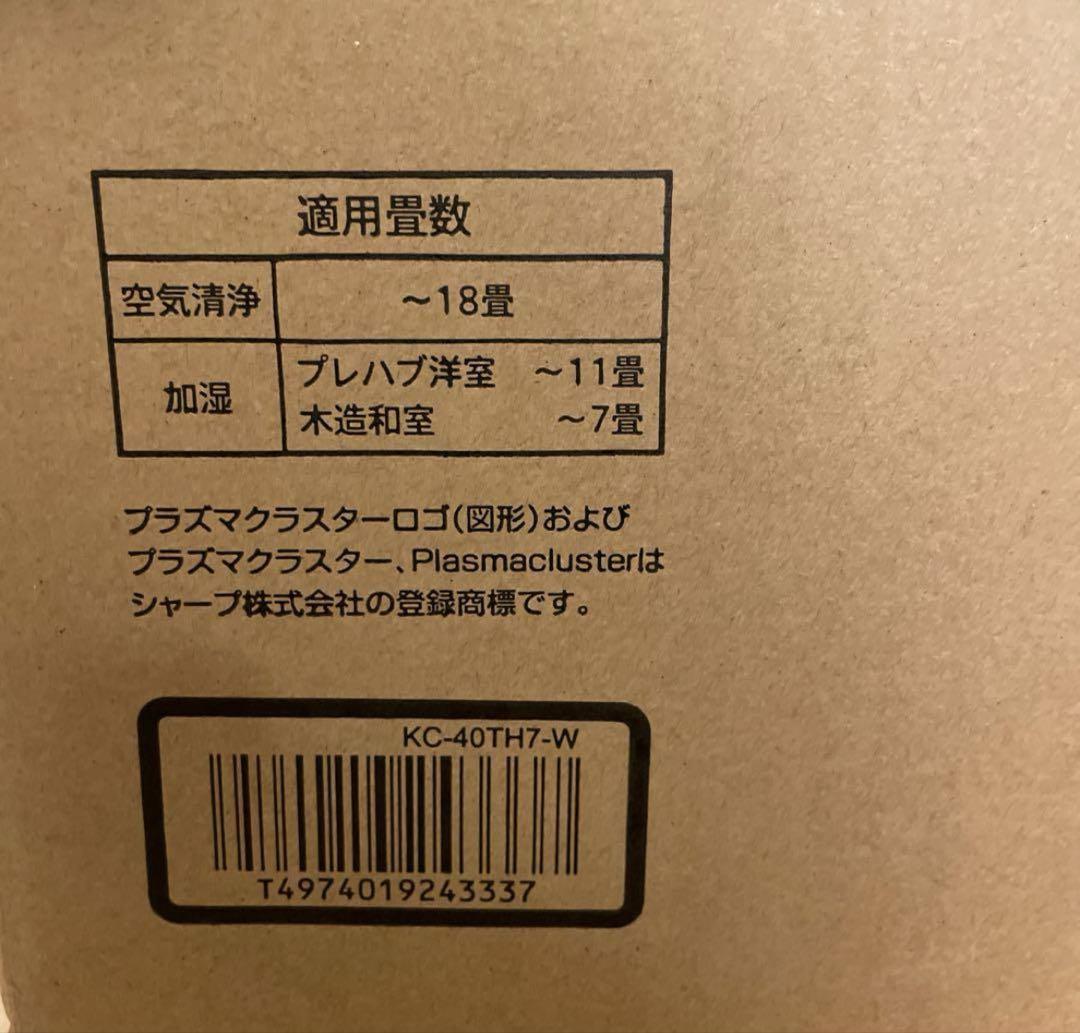 適用畳数
空気清浄 ～18畳
加湿 プレハブ洋室 ～11畳
木造和室 ～7畳
プラズマクラスターロゴ(図形)および
プラズマクラスター、Plasmaclusterは
シャープ株式会社の登録商標です。
KC-40TH7-W
T4974019243337